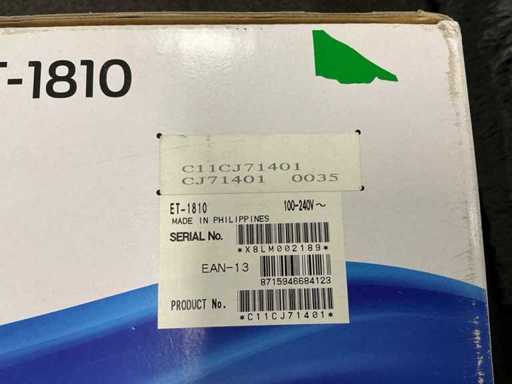 T-1810
C11CJ71401
CJ71401 0035
ET-1810 100-240V~
MADE IN PHILIPPINES
SERIAL No.
*X8LM002189*
EAN-13
8715946684123
PRODUCT No.
*C11CJ71401*